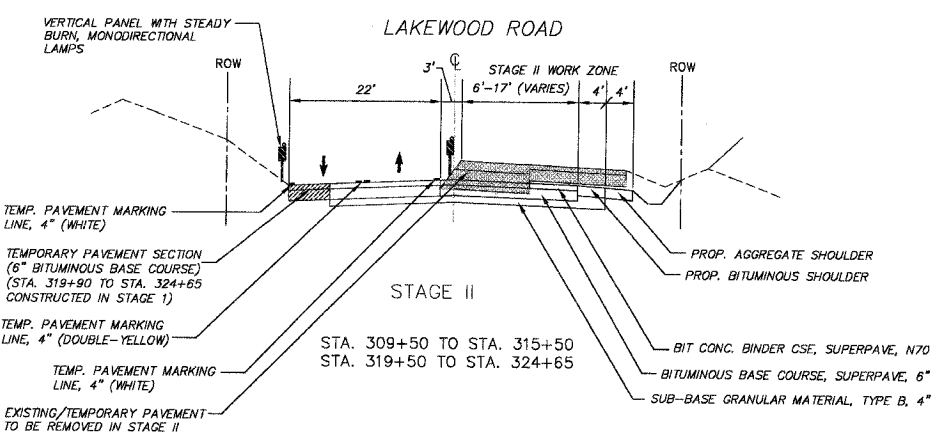 VERTICAL PANEL WITH STEADY
BURN, MONODIRECTIONAL
LAMPS
LAKEWOOD ROAD
ROW
℄
3'
STAGE II WORK ZONE
6'-17' (VARIES)
4'
4'
ROW
22'
TEMP. PAVEMENT MARKING
LINE, 4" (WHITE)
TEMPORARY PAVEMENT SECTION
(6" BITUMINOUS BASE COURSE)
(STA. 319+90 TO STA. 324+65
CONSTRUCTED IN STAGE 1)
TEMP. PAVEMENT MARKING
LINE, 4" (DOUBLE-YELLOW)
TEMP. PAVEMENT MARKING
LINE, 4" (WHITE)
EXISTING/TEMPORARY PAVEMENT
TO BE REMOVED IN STAGE II
STAGE II
STA. 309+50 TO STA. 315+50
STA. 319+50 TO STA. 324+65
PROP. AGGREGATE SHOULDER
PROP. BITUMINOUS SHOULDER
BIT CONC. BINDER CSE, SUPERPAVE, N70
BITUMINOUS BASE COURSE, SUPERPAVE, 6"
SUB-BASE GRANULAR MATERIAL, TYPE B, 4"